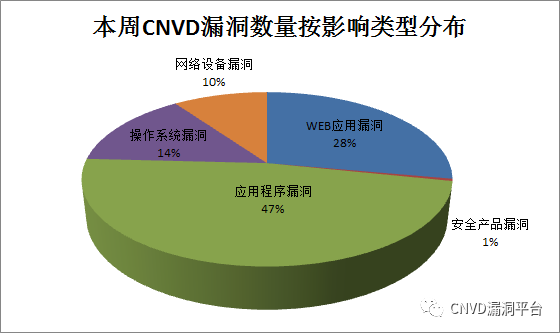 本周CNVD漏洞数量按影响类型分布
网络设备漏洞
10%
WEB应用漏洞
28%
操作系统漏洞
14%
应用程序漏洞
47%
安全产品漏洞
1%
CNVD漏洞平台